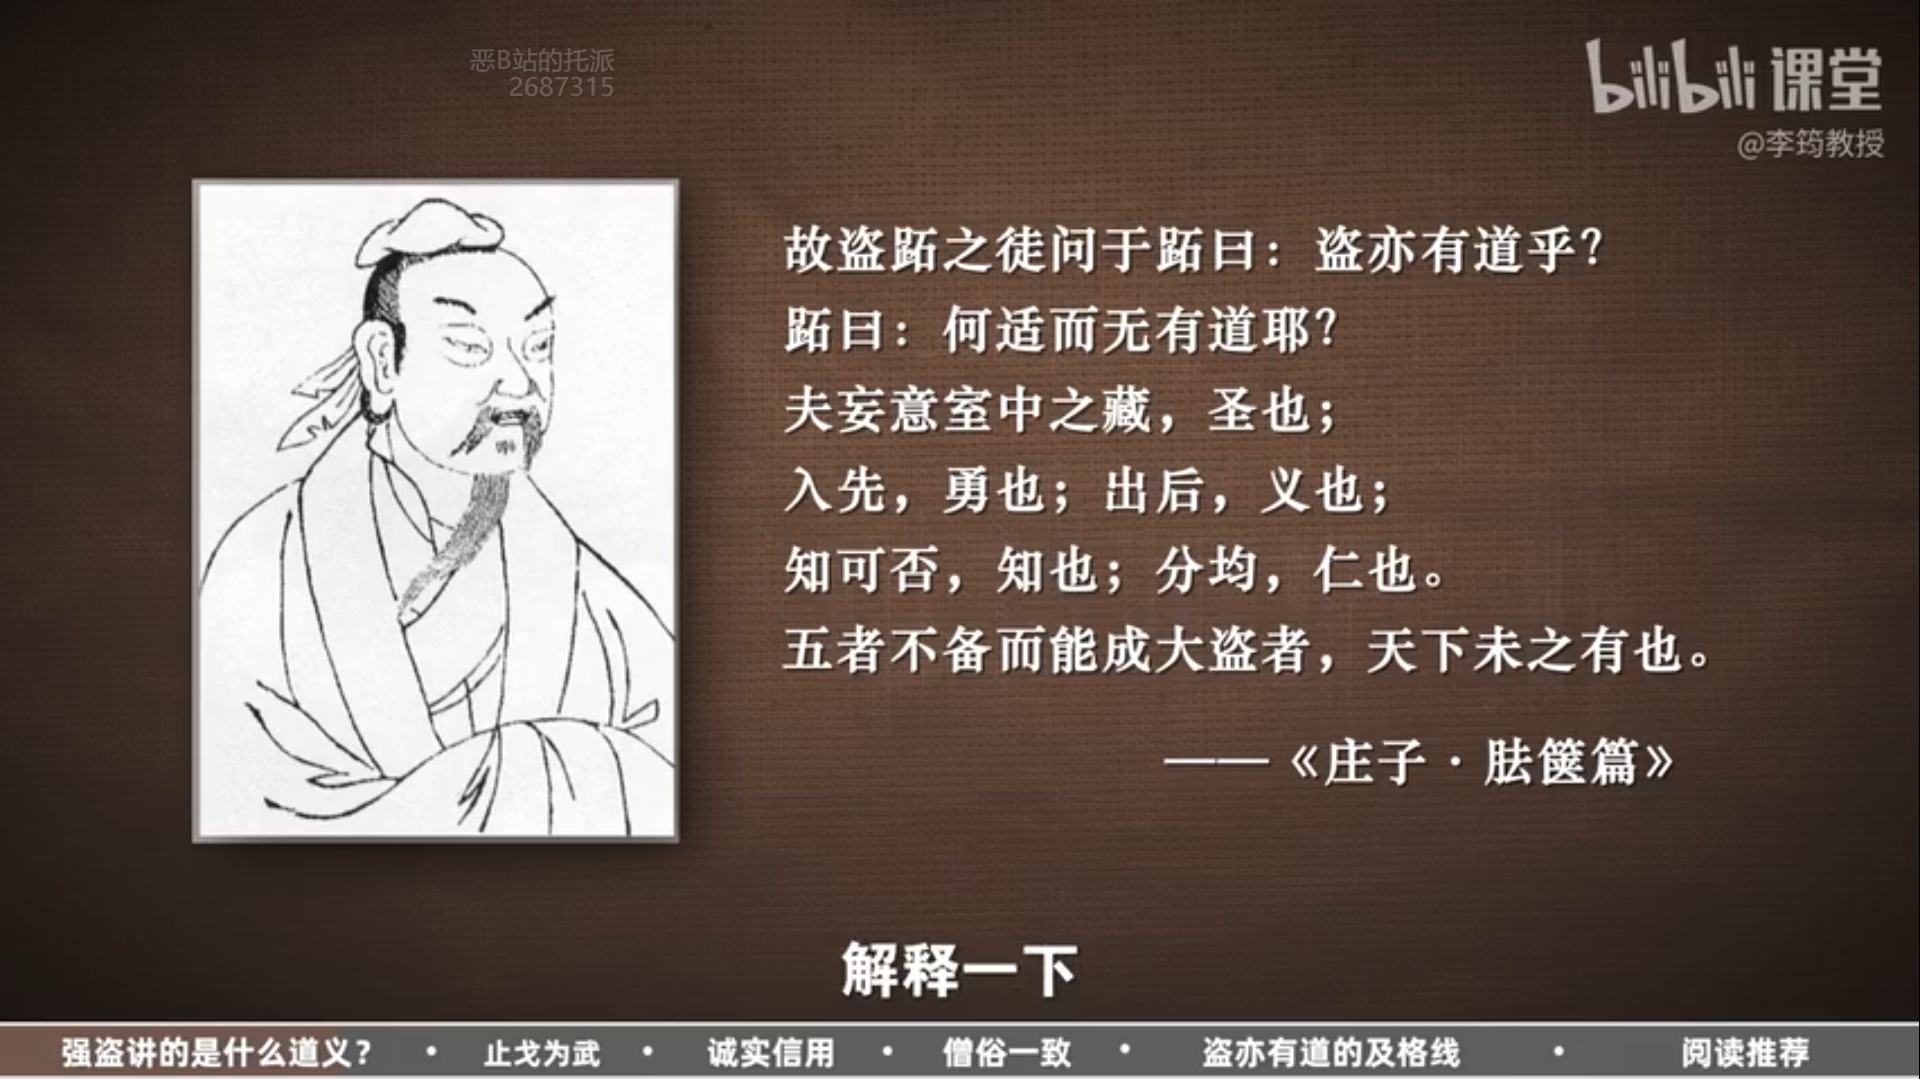 恶B站的托派
2687315
bilibili 课堂
@李筠教授
故盗跖之徒问于跖曰：盗亦有道乎？
跖曰：何适而无有道耶？
夫妄意室中之藏，圣也；
入先，勇也；出后，义也；
知可否，知也；分均，仁也。
五者不备而能成大盗者，天下未之有也。
——《庄子·胠箧篇》
解释一下
强盗讲的是什么道义？ · 止戈为武 · 诚实信用 · 僧俗一致 · 盗亦有道的及格线 · 阅读推荐